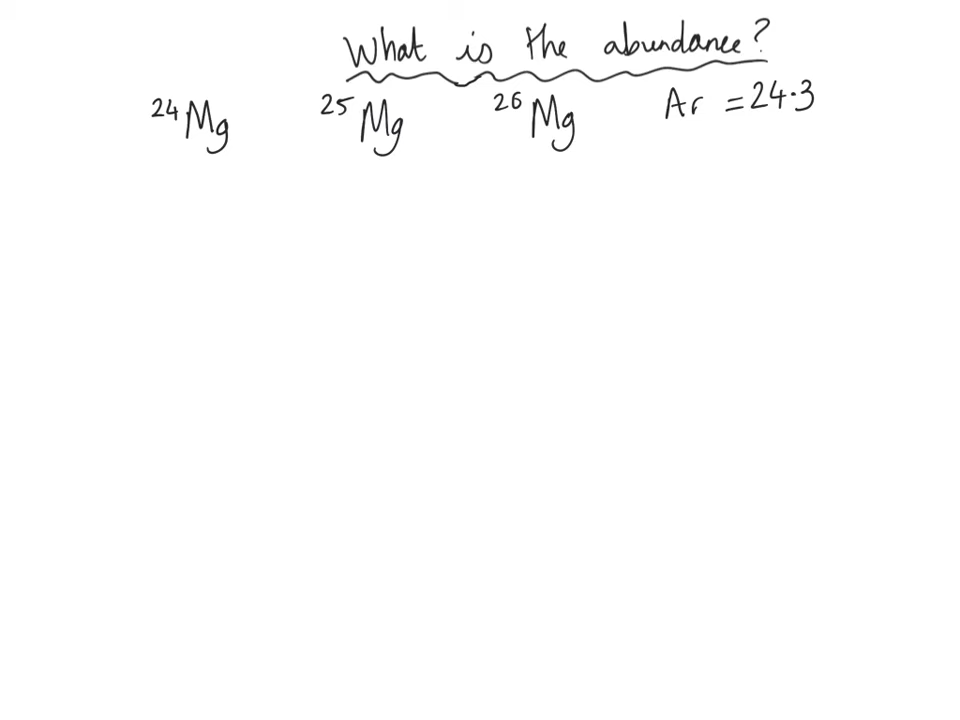 What is the abundance?
²⁴Mg ²⁵Mg ²⁶Mg Ar = 24·3